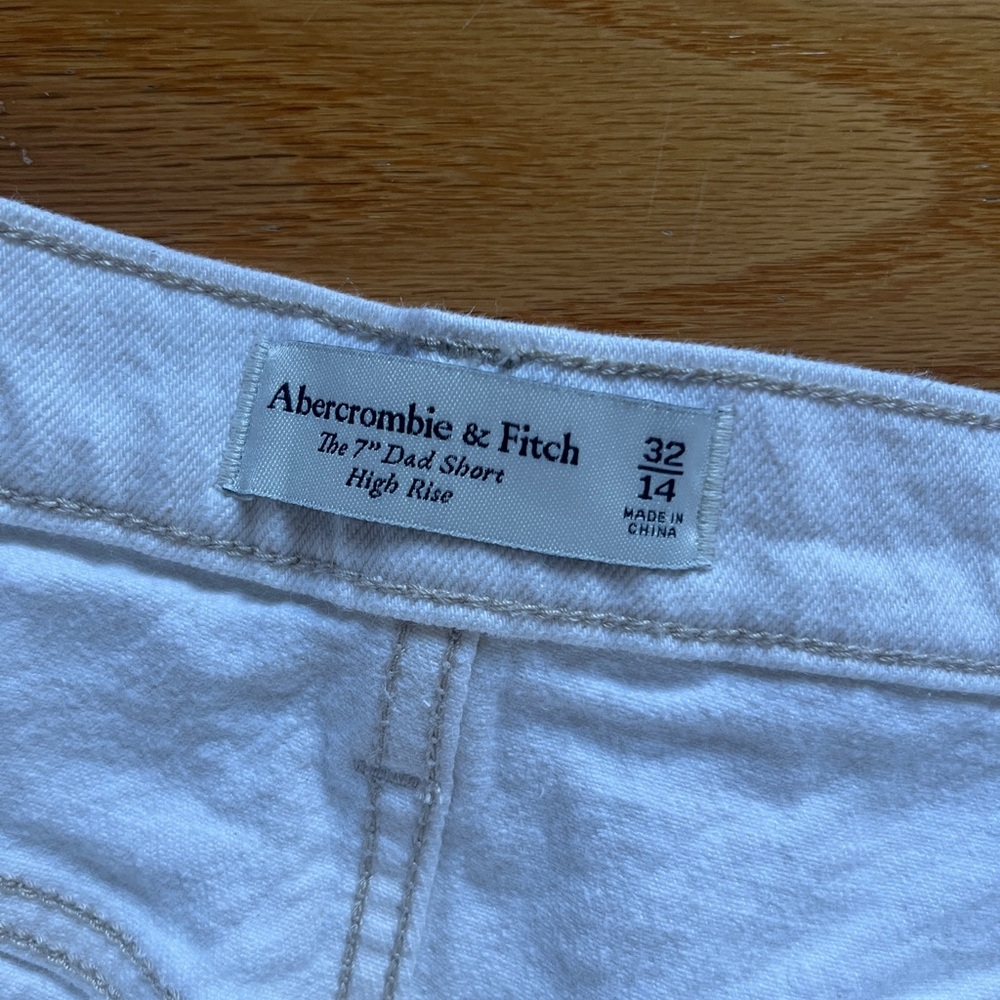 Abercrombie & Fitch
The 7" Dad Short
High Rise
32
14
MADE IN
CHINA